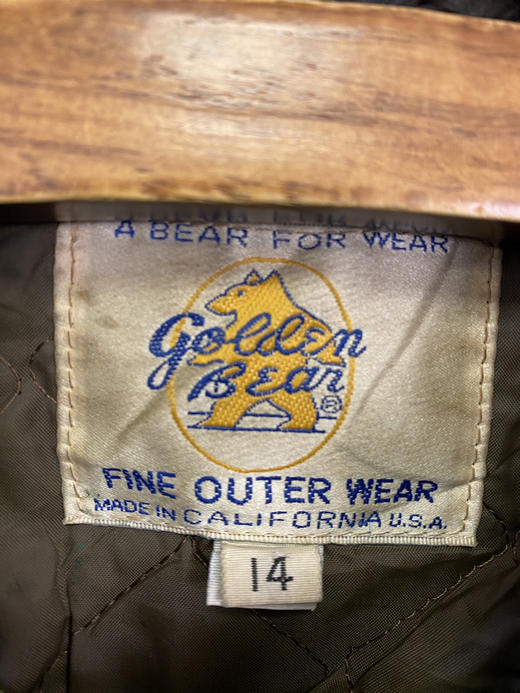 A BEAR FOR WEAR
Golden
Bear
®
FINE OUTER WEAR
MADE IN CALIFORNIA U.S.A.
14